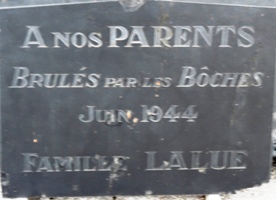 A NOS PARENTS
BRULÉS PAR LES BÔCHES
JUIN 1944
FAMILLE LALUE